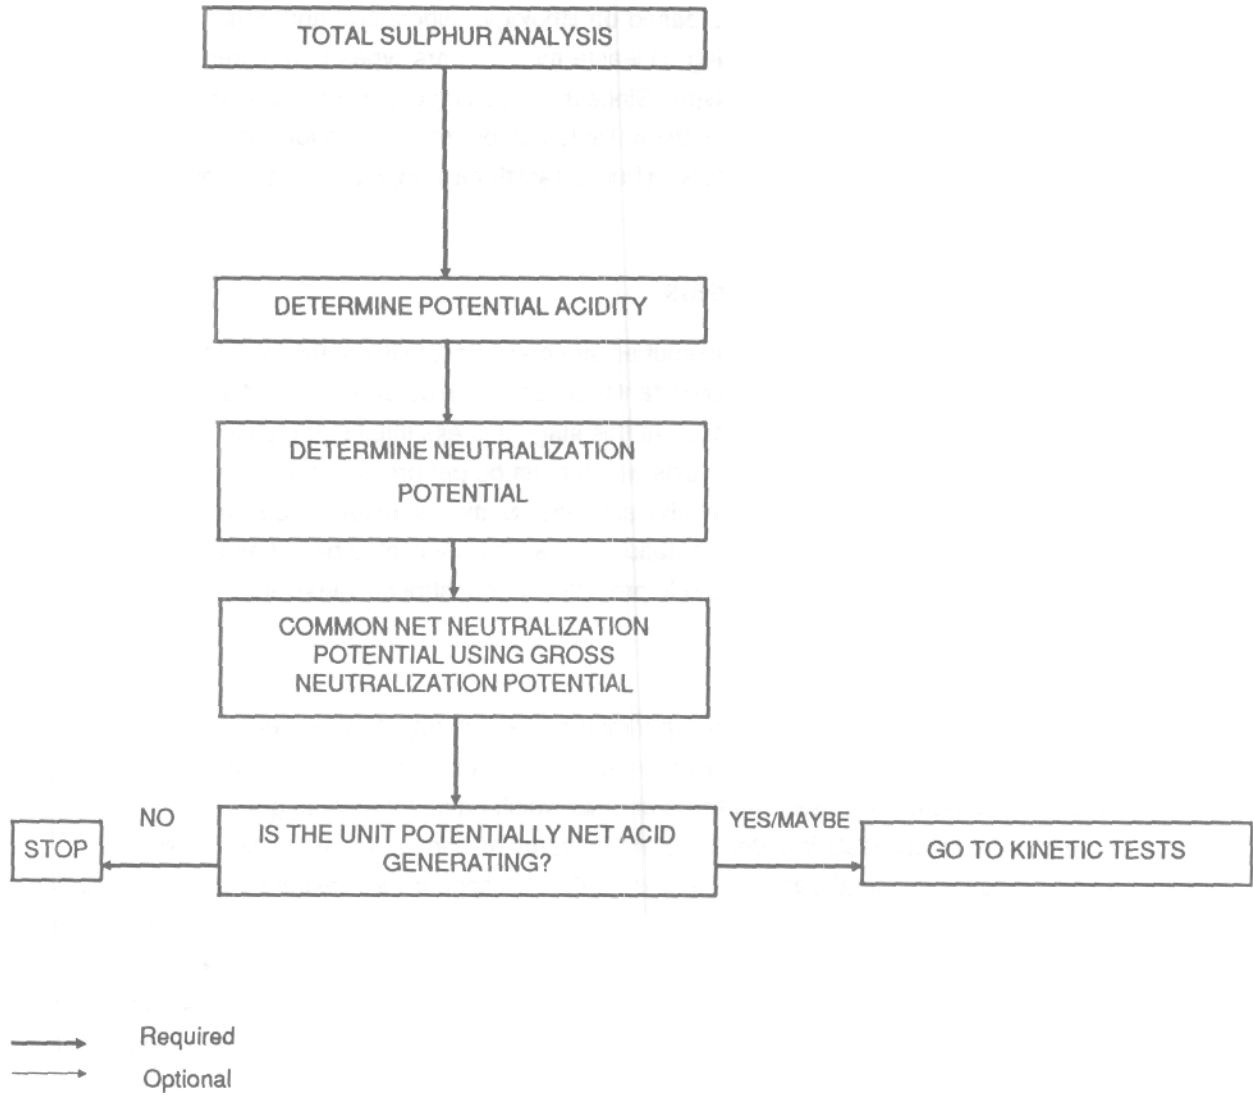 TOTAL SULPHUR ANALYSIS
DETERMINE POTENTIAL ACIDITY
DETERMINE NEUTRALIZATION
POTENTIAL
COMMON NET NEUTRALIZATION
POTENTIAL USING GROSS
NEUTRALIZATION POTENTIAL
NO
YES/MAYBE
STOP
IS THE UNIT POTENTIALLY NET ACID
GENERATING?
GO TO KINETIC TESTS
Required
Optional